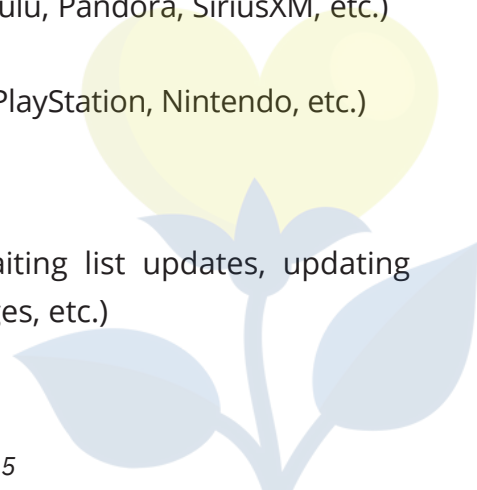 ulu, Pandora, SiriusXM, etc.)
PlayStation, Nintendo, etc.)
aiting list updates, updating
es, etc.)
5